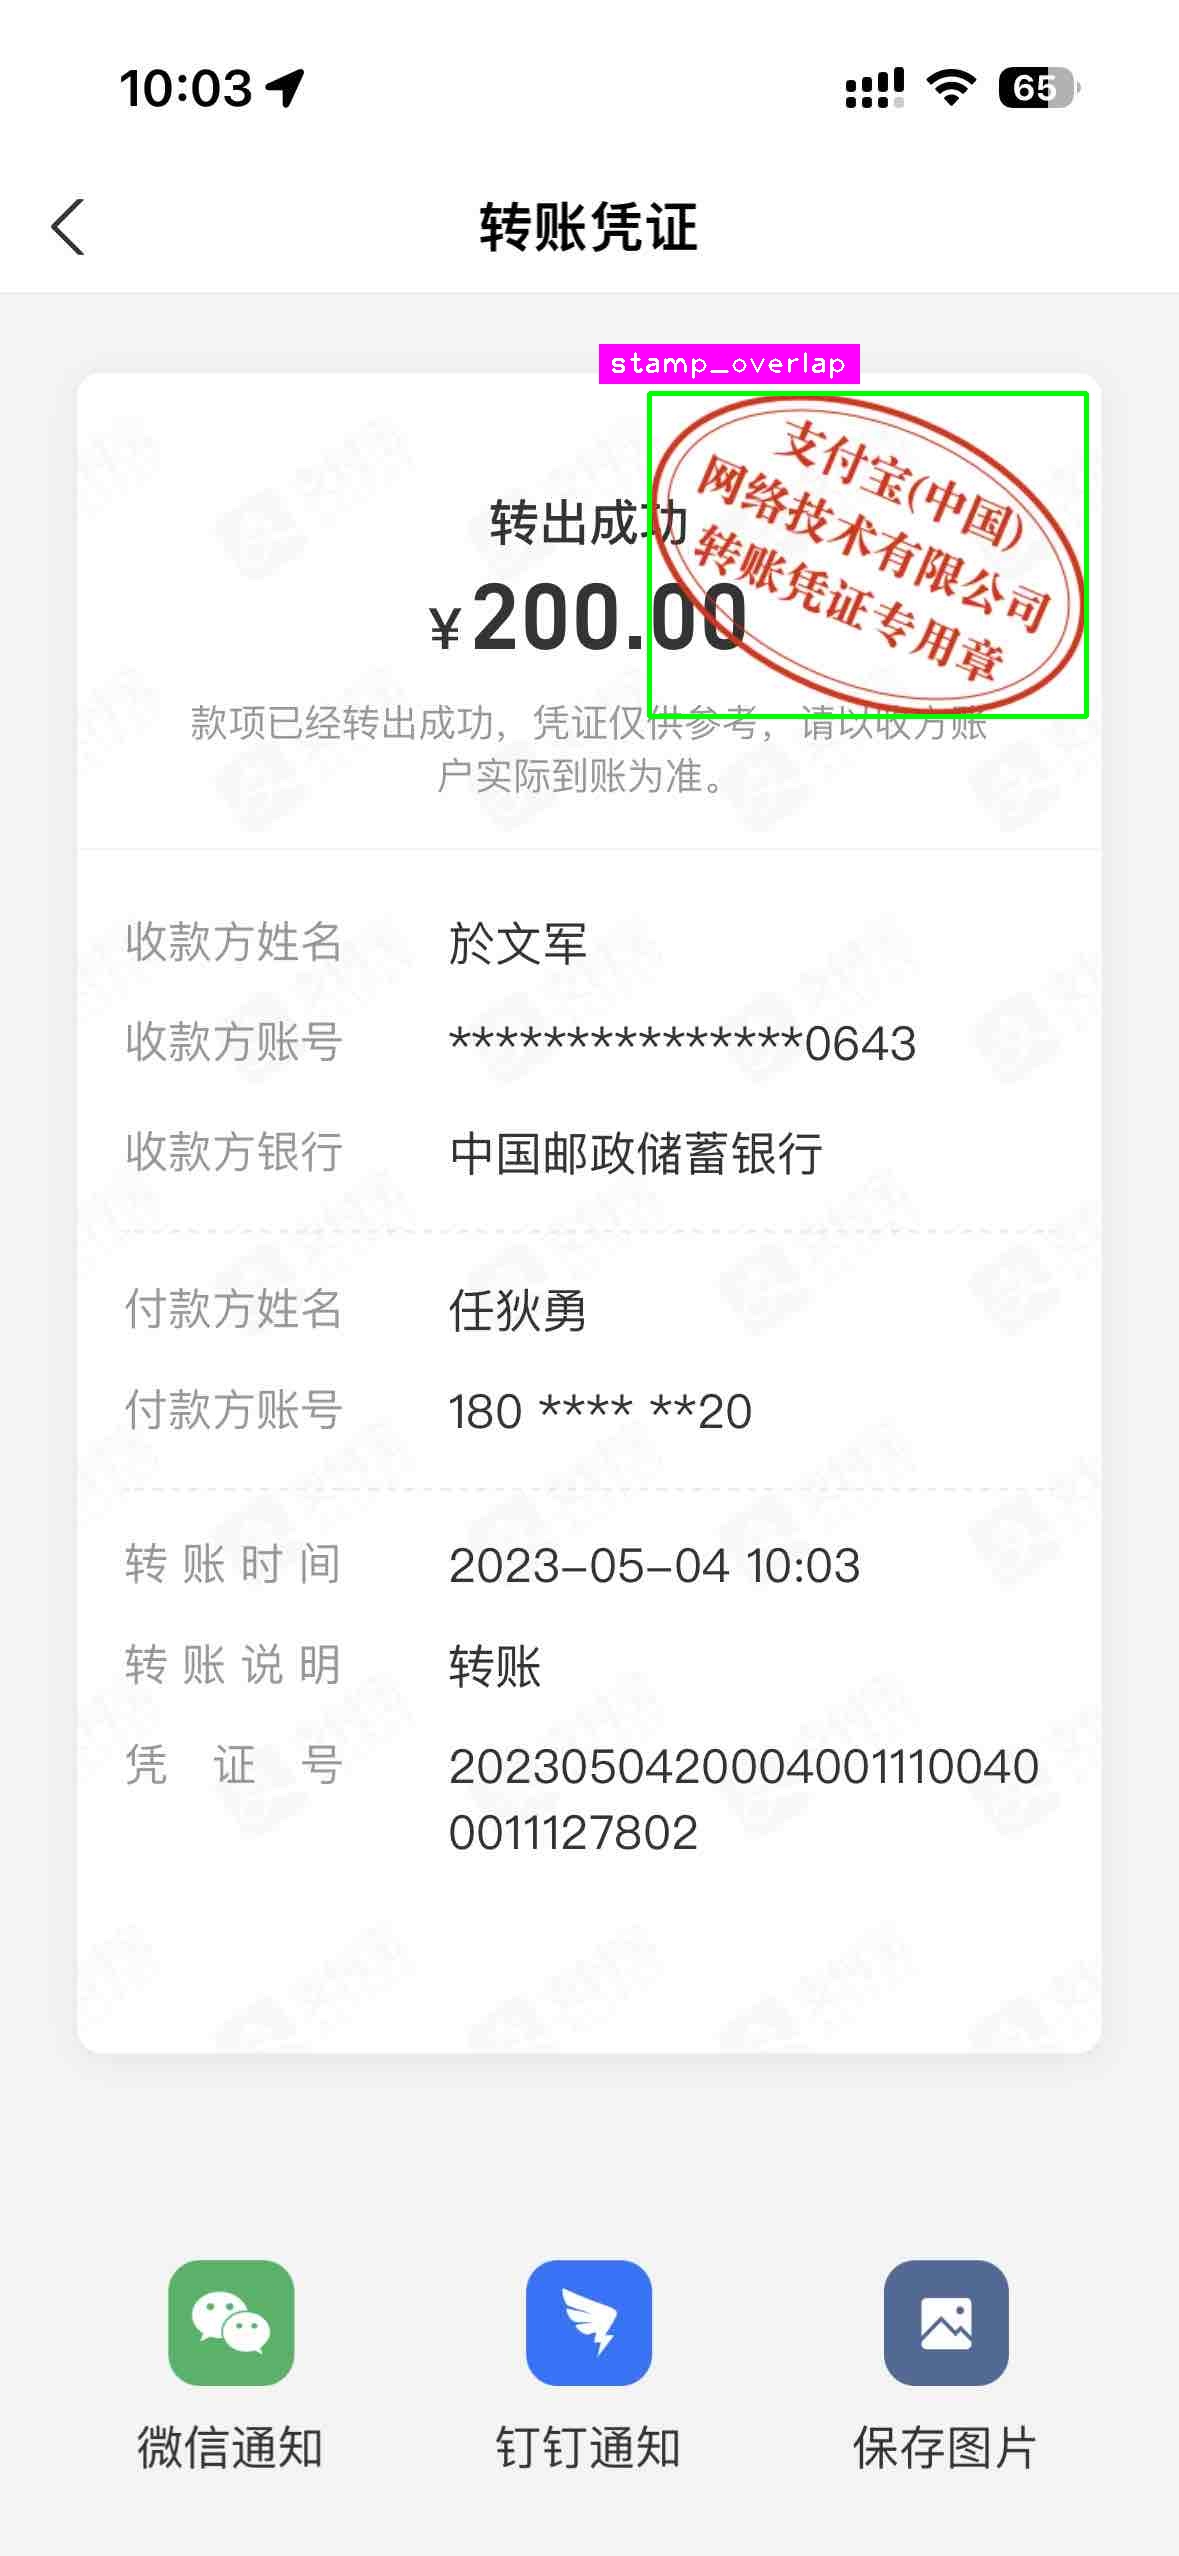 10:03
65
转账凭证
stamp_overlap
支付宝(中国)
网络技术有限公司
转账凭证专用章
转出成功
¥200.00
款项已经转出成功，凭证仅供参考，请以收方账
户实际到账为准。
收款方姓名 於文军
收款方账号 ***************0643
收款方银行 中国邮政储蓄银行
付款方姓名 任狄勇
付款方账号 180 **** **20
转账时间 2023-05-04 10:03
转账说明 转账
凭证号 2023050420004001110040
0011127802
微信通知 钉钉通知 保存图片